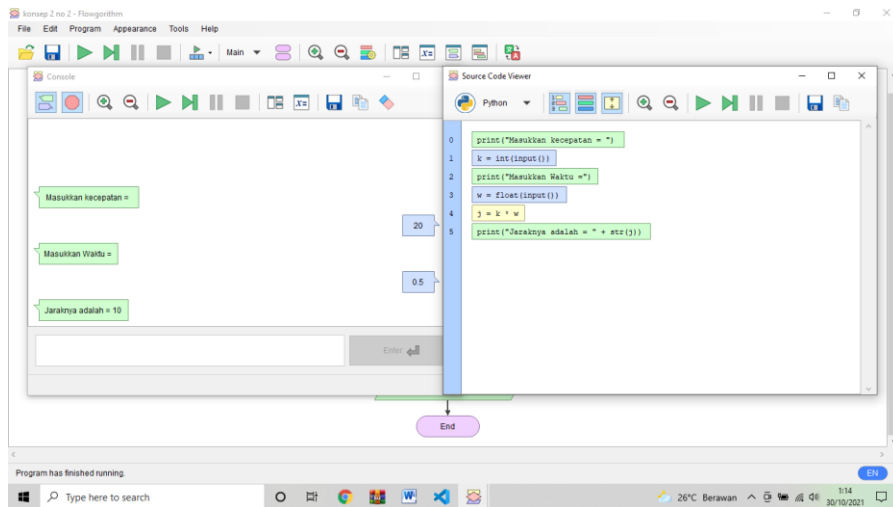 konsep 2 no 2 - Flowgorithm
File Edit Program Appearance Tools Help
Main
Console
Masukkan kecepatan =
20
Masukkan Waktu =
0.5
Jaraknya adalah = 10
Enter
Source Code Viewer
Python
0 print("Masukkan kecepatan = ")
1 k = int(input())
2 print("Masukkan Waktu =")
3 w = float(input())
4 j = k * w
5 print("Jaraknya adalah = " + str(j))
End
Program has finished running.
EN
Type here to search
26°C Berawan
1:14
30/10/2021